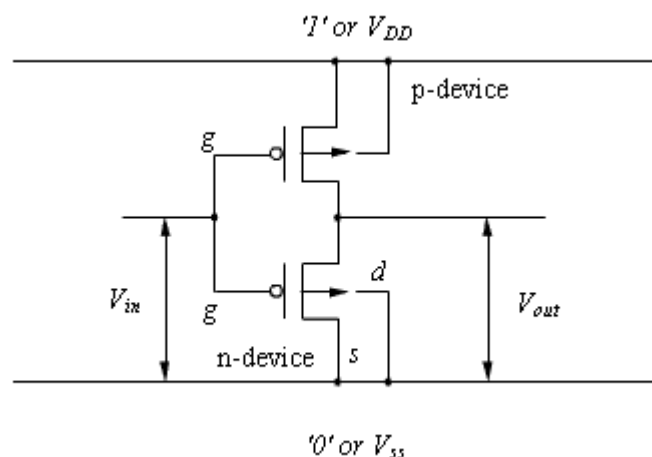 '1' or V_DD
p-device
g
V_in
g
d
V_out
n-device
s
'0' or V_ss